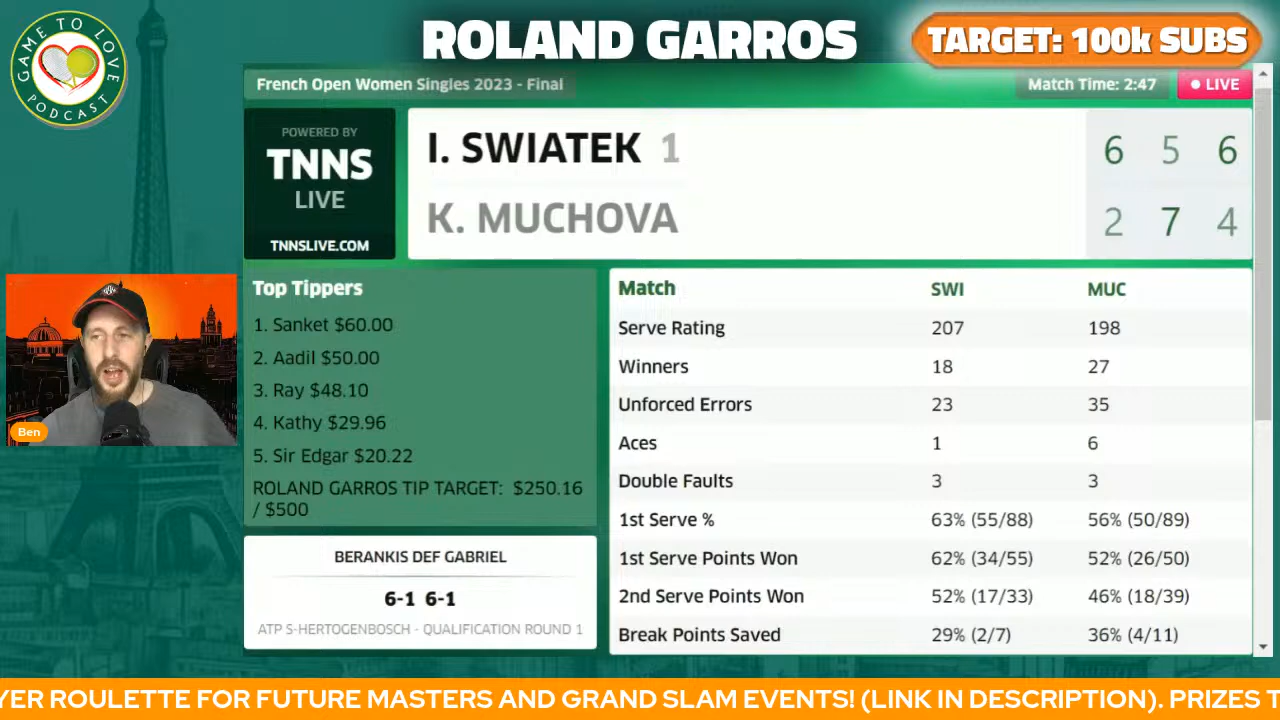 GAME TO LOVE
PODCAST
ROLAND GARROS
TARGET: 100k SUBS
French Open Women Singles 2023 - Final
Match Time: 2:47
LIVE
POWERED BY
TNNS
LIVE
TNNSLIVE.COM
I. SWIATEK 1 6 5 6
K. MUCHOVA 2 7 4
Top Tippers
1. Sanket $60.00
2. Aadil $50.00
3. Ray $48.10
4. Kathy $29.96
5. Sir Edgar $20.22
ROLAND GARROS TIP TARGET: $250.16
/ $500
BERANKIS DEF GABRIEL
6-1 6-1
ATP S-HERTOGENBOSCH - QUALIFICATION ROUND 1
Match SWI MUC
Serve Rating 207 198
Winners 18 27
Unforced Errors 23 35
Aces 1 6
Double Faults 3 3
1st Serve % 63% (55/88) 56% (50/89)
1st Serve Points Won 62% (34/55) 52% (26/50)
2nd Serve Points Won 52% (17/33) 46% (18/39)
Break Points Saved 29% (2/7) 36% (4/11)
Ben
YER ROULETTE FOR FUTURE MASTERS AND GRAND SLAM EVENTS! (LINK IN DESCRIPTION). PRIZES T